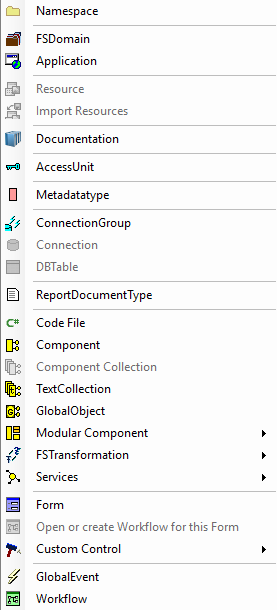 Namespace
FSDomain
Application
Resource
Import Resources
Documentation
AccessUnit
Metadatatype
ConnectionGroup
Connection
DBTable
ReportDocumentType
C# Code File
Component
Component Collection
TextCollection
GlobalObject
Modular Component
FSTransformation
Services
Form
Open or create Workflow for this Form
Custom Control
GlobalEvent
Workflow